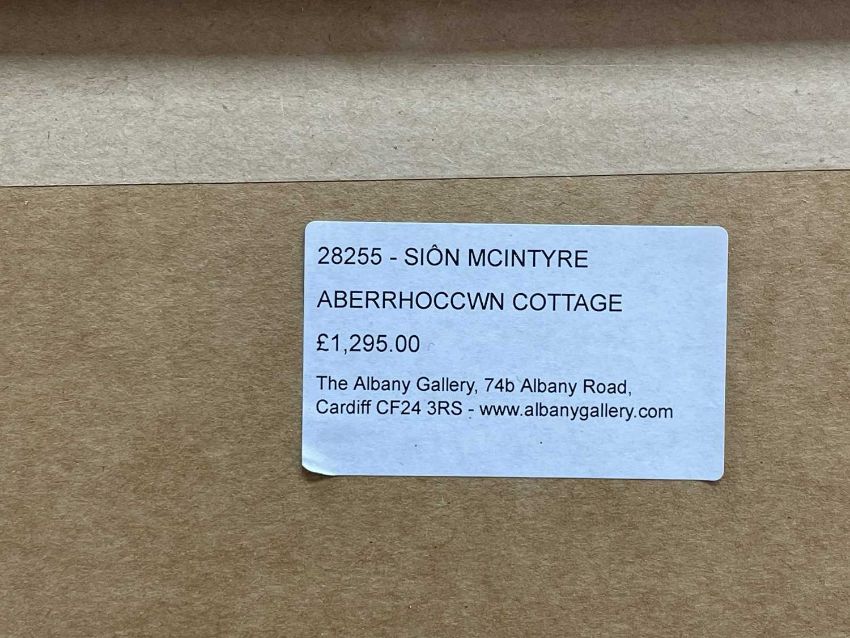 28255 - SIÔN MCINTYRE
ABERRHOCCWN COTTAGE
£1,295.00
The Albany Gallery, 74b Albany Road,
Cardiff CF24 3RS - www.albanygallery.com